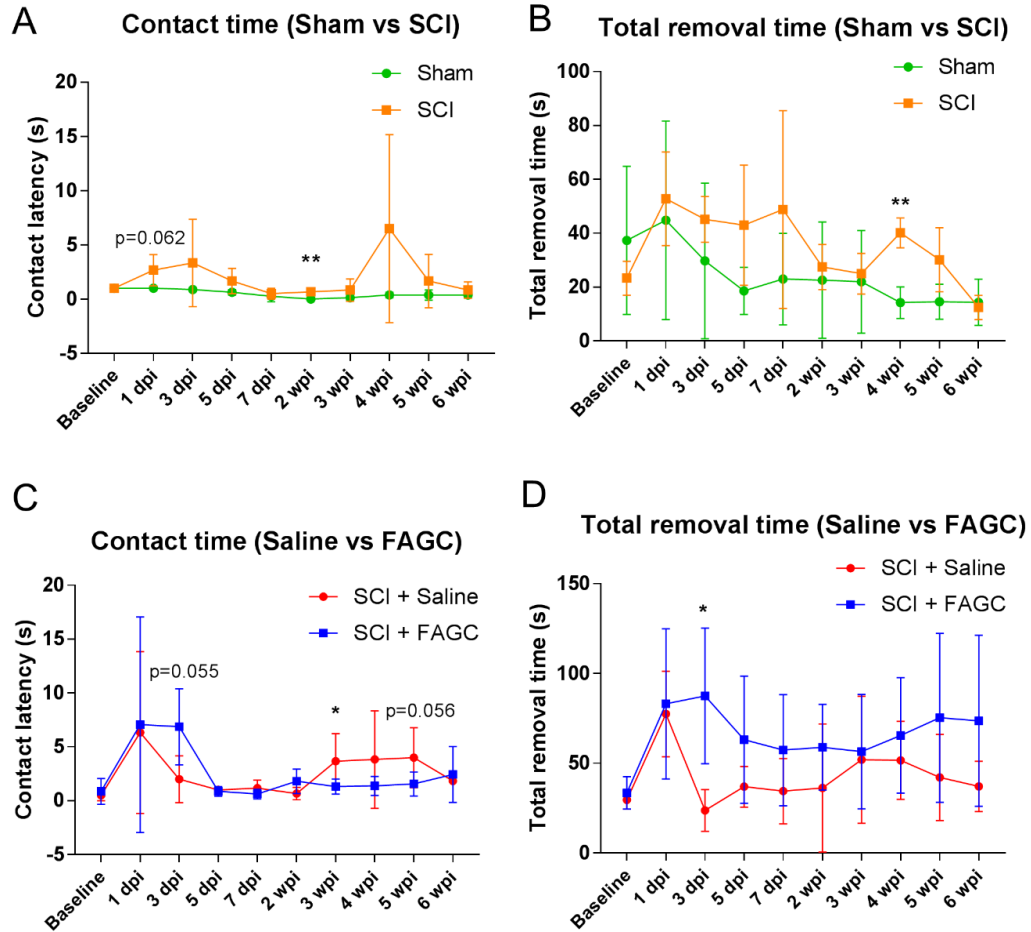 A
Contact time (Sham vs SCI)
Sham
SCI
Contact latency (s)
20
15
10
5
0
-5
p=0.062
**
Baseline
1 dpi
3 dpi
5 dpi
7 dpi
2 wpi
3 wpi
4 wpi
5 wpi
6 wpi
B
Total removal time (Sham vs SCI)
Sham
SCI
Total removal time (s)
100
80
60
40
20
0
**
Baseline
1 dpi
3 dpi
5 dpi
7 dpi
2 wpi
3 wpi
4 wpi
5 wpi
6 wpi
C
Contact time (Saline vs FAGC)
SCI + Saline
SCI + FAGC
Contact latency (s)
20
15
10
5
0
-5
p=0.055
*
p=0.056
Baseline
1 dpi
3 dpi
5 dpi
7 dpi
2 wpi
3 wpi
4 wpi
5 wpi
6 wpi
D
Total removal time (Saline vs FAGC)
SCI + Saline
SCI + FAGC
Total removal time (s)
150
100
50
0
*
Baseline
1 dpi
3 dpi
5 dpi
7 dpi
2 wpi
3 wpi
4 wpi
5 wpi
6 wpi